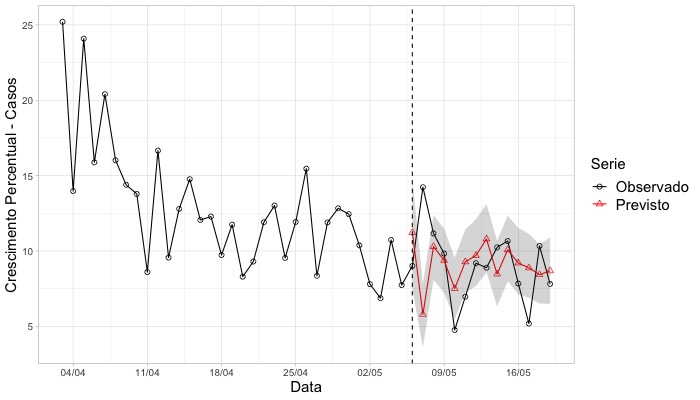 25
20
15
10
5
Crescimento Percentual - Casos
04/04
11/04
18/04
25/04
02/05
09/05
16/05
Data
Serie
Observado
Previsto